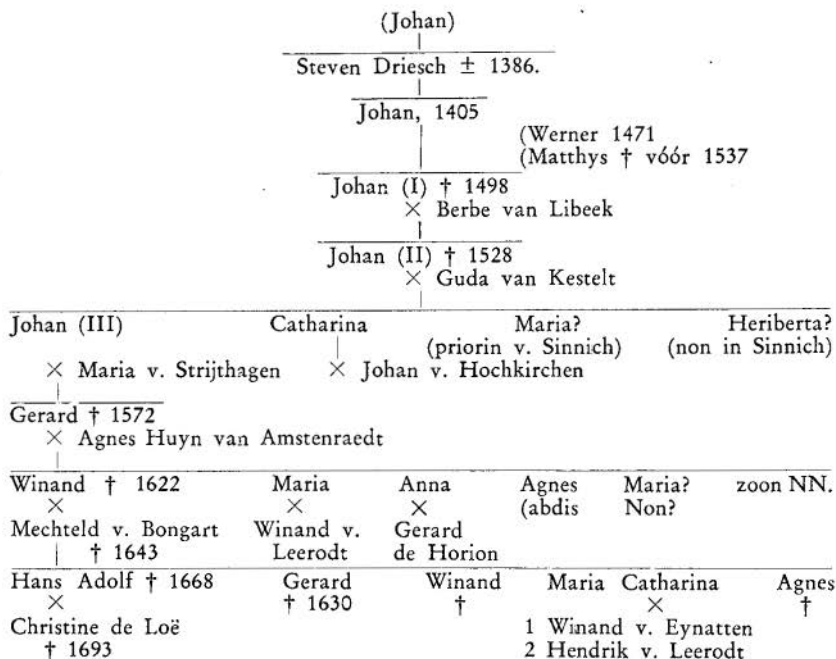 (Johan)
Steven Driesch ± 1386.
Johan, 1405
(Werner 1471
(Matthys † vóór 1537
Johan (I) † 1498
× Berbe van Libeek
Johan (II) † 1528
× Guda van Kestelt
Johan (III) Catharina Maria? Heriberta?
(priorin v. Sinnich) (non in Sinnich)
× Maria v. Strijthagen × Johan v. Hochkirchen
Gerard † 1572
× Agnes Huyn van Amstenraedt
Winand † 1622 Maria Anna Agnes Maria? zoon NN.
× × × (abdis Non?
Mechteld v. Bongart Winand v. Gerard
† 1643 Leerodt de Horion
Hans Adolf † 1668 Gerard Winand Maria Catharina Agnes
× † 1630 † × †
Christine de Loë 1 Winand v. Eynatten
† 1693 2 Hendrik v. Leerodt